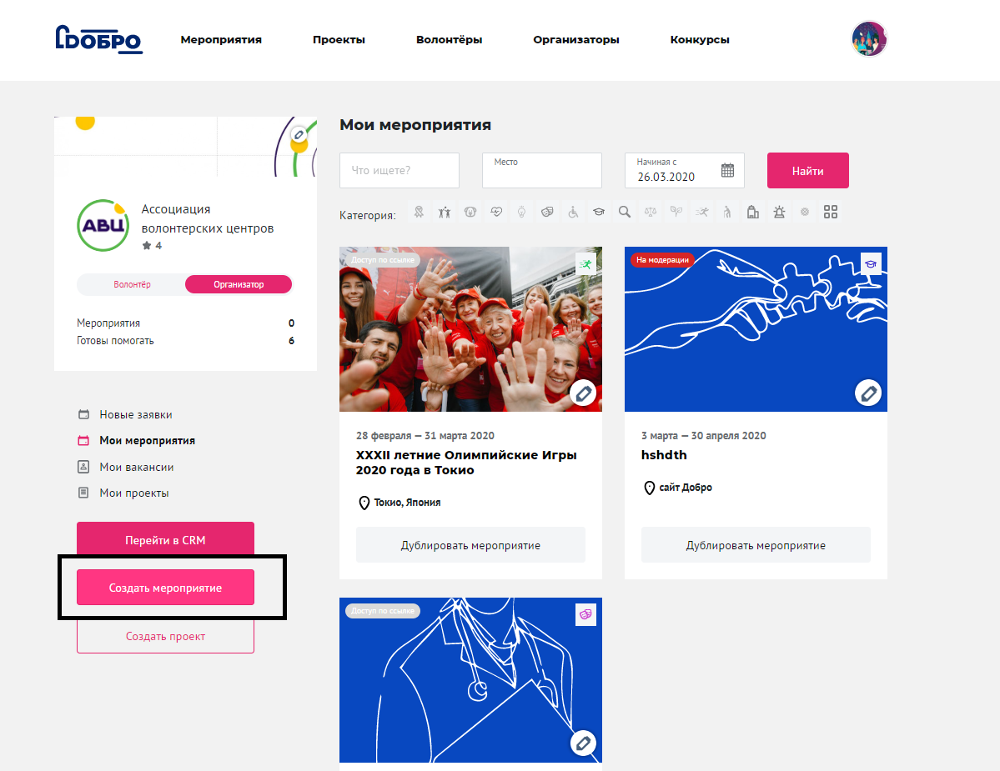 ДОБРО
Мероприятия
Проекты
Волонтёры
Организаторы
Конкурсы
АВЦ
Ассоциация
волонтерских центров
4
Волонтёр
Организатор
Мероприятия 0
Готовы помогать 6
Новые заявки
Мои мероприятия
Мои вакансии
Мои проекты
Перейти в CRM
Создать мероприятие
Создать проект
Мои мероприятия
Что ищете?
Место
Начиная с
26.03.2020
Найти
Категория:
Доступ по ссылке
28 февраля — 31 марта 2020
XXXII летние Олимпийские Игры
2020 года в Токио
Токио, Япония
Дублировать мероприятие
На модерации
3 марта — 30 апреля 2020
hshdth
сайт Добро
Дублировать мероприятие
Доступ по ссылке